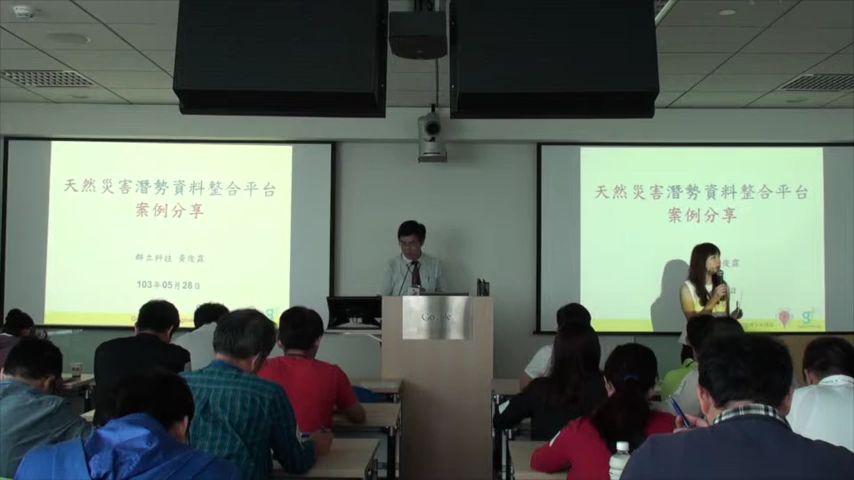 天然災害潛勢資料整合平台
案例分享
群立科技 黃俊霖
103年05月28日
天然災害潛勢資料整合平台
案例分享
俊霖
Google